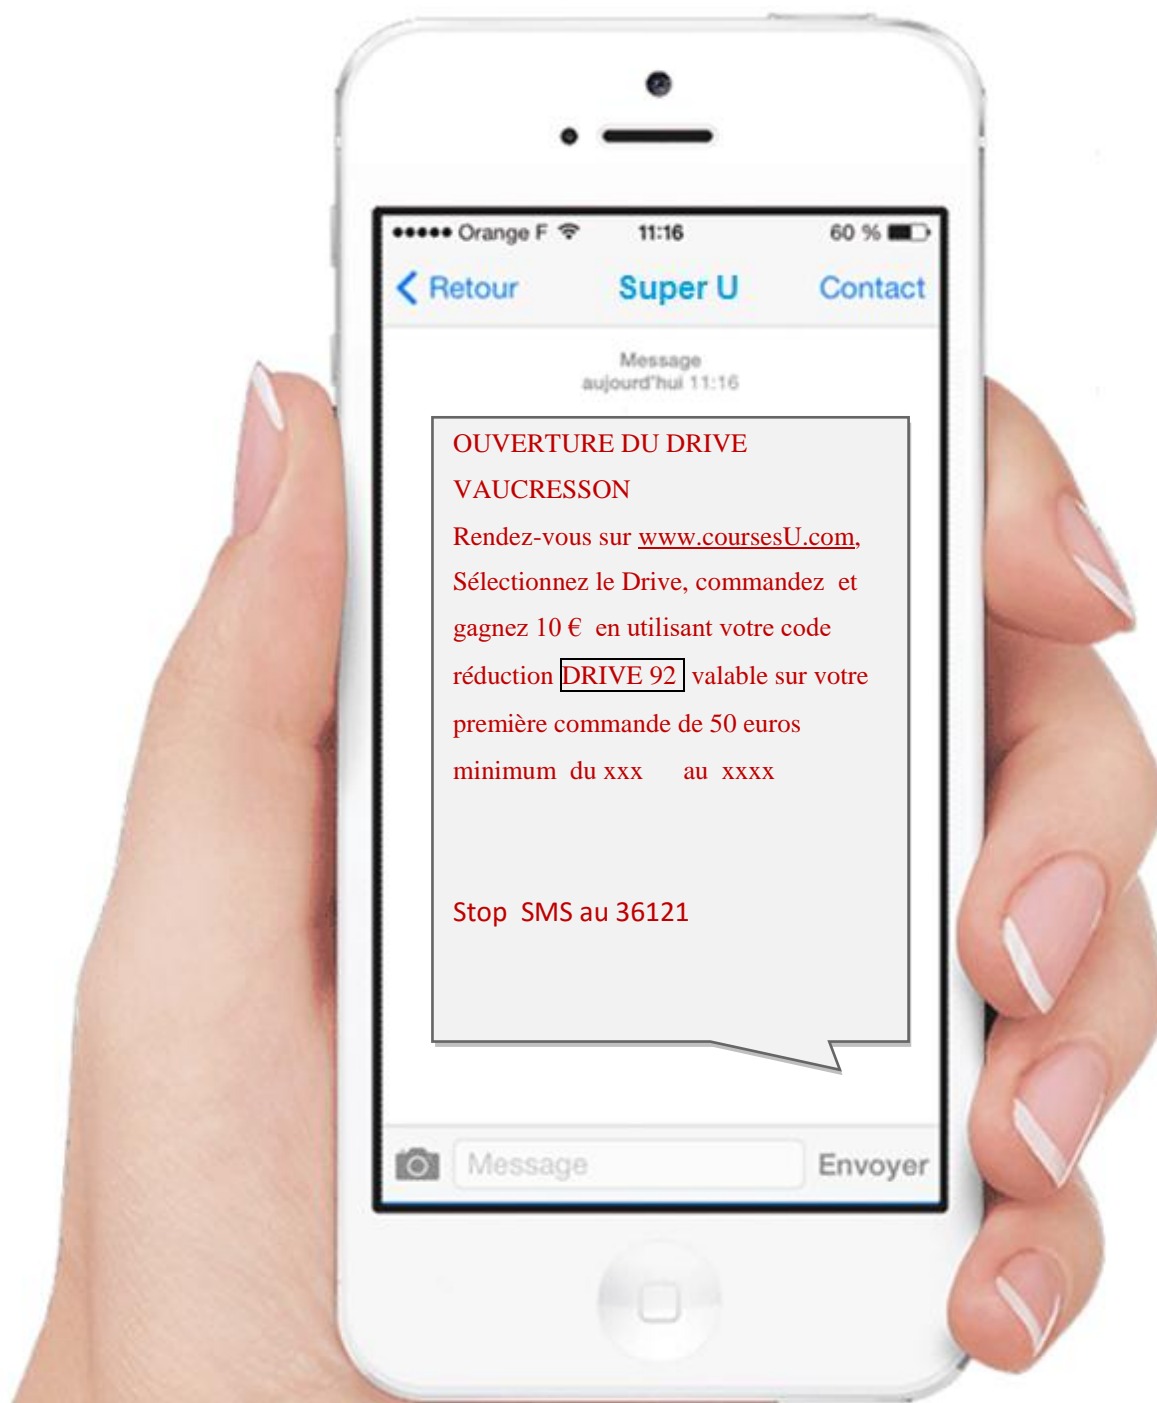 Orange F 11:16 60 %
Retour Super U Contact
Message
aujourd'hui 11:16
OUVERTURE DU DRIVE
VAUCRESSON
Rendez-vous sur www.coursesU.com,
Sélectionnez le Drive, commandez et
gagnez 10 € en utilisant votre code
réduction DRIVE 92 valable sur votre
première commande de 50 euros
minimum du xxx au xxxx
Stop SMS au 36121
Message Envoyer